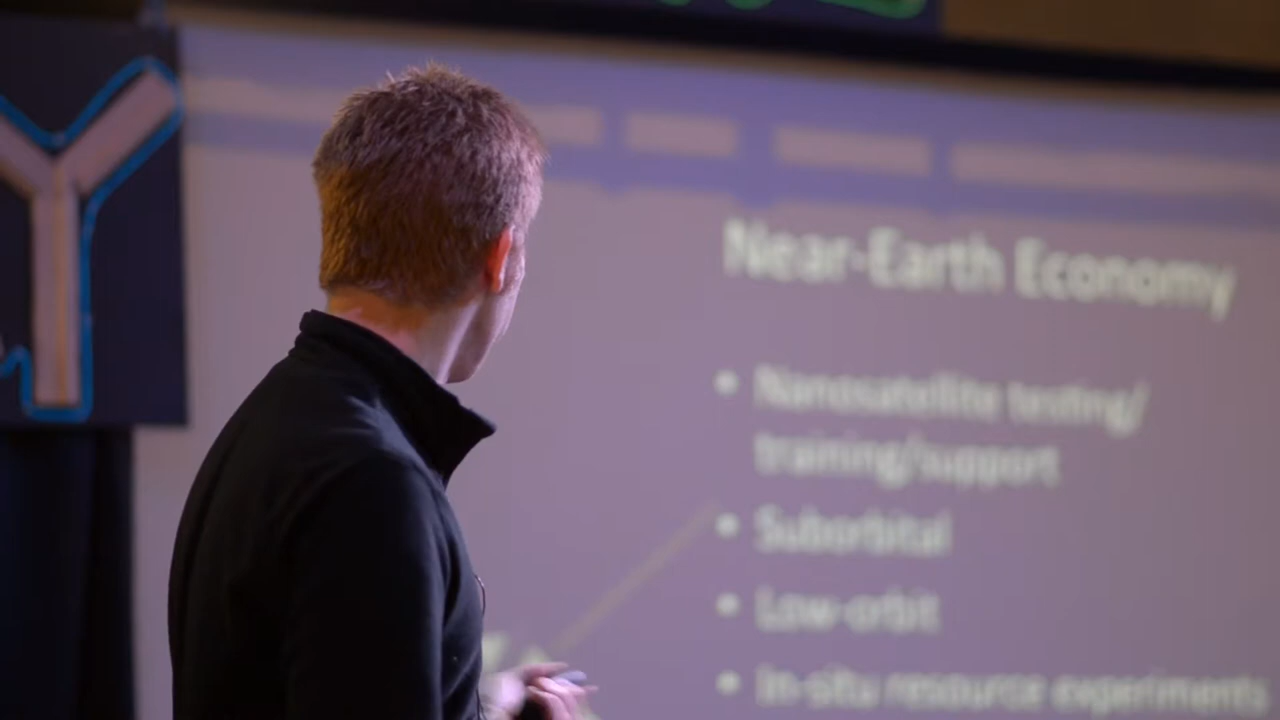 Y
Near-Earth Economy
• Nanosatellite testing/
training/support
• Suborbital
• Low-orbit
• In-situ resource experiments